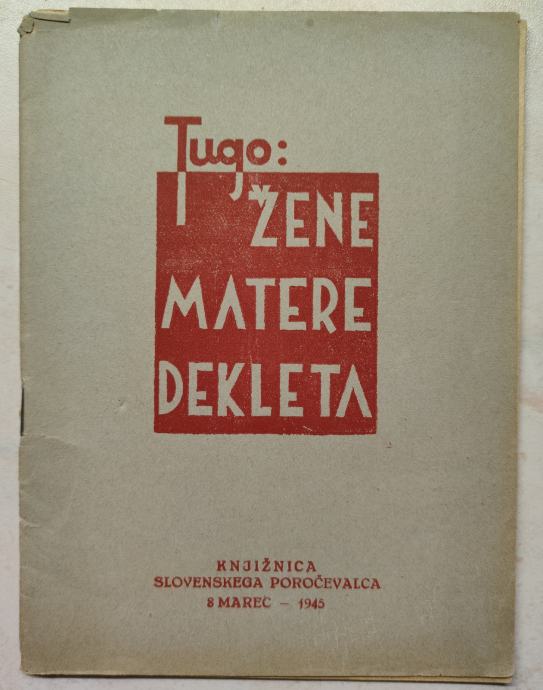 Tugo:
ŽENE
MATERE
DEKLETA
KNJIŽNICA
SLOVENSKEGA POROČEVALCA
8 MAREC – 1945